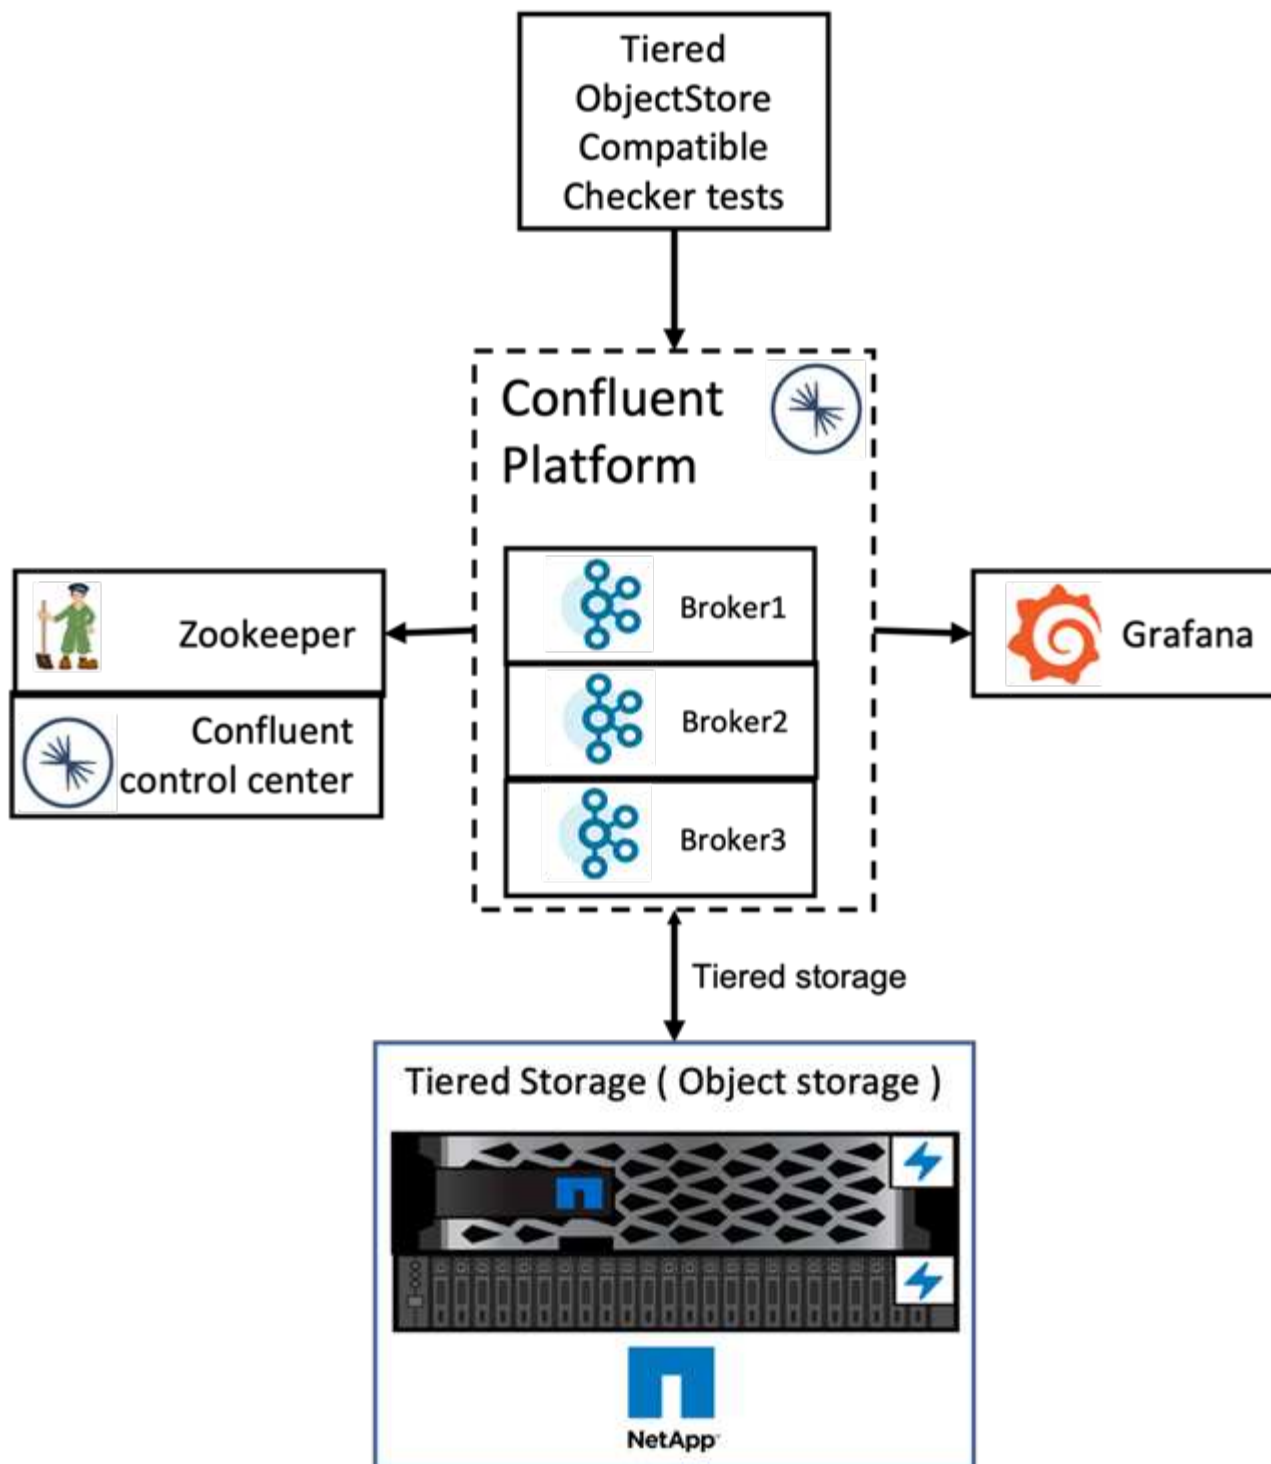 Tiered
ObjectStore
Compatible
Checker tests
Confluent
Platform
Broker1
Broker2
Broker3
Zookeeper
Confluent
control center
Grafana
Tiered storage
Tiered Storage ( Object storage )
NetApp